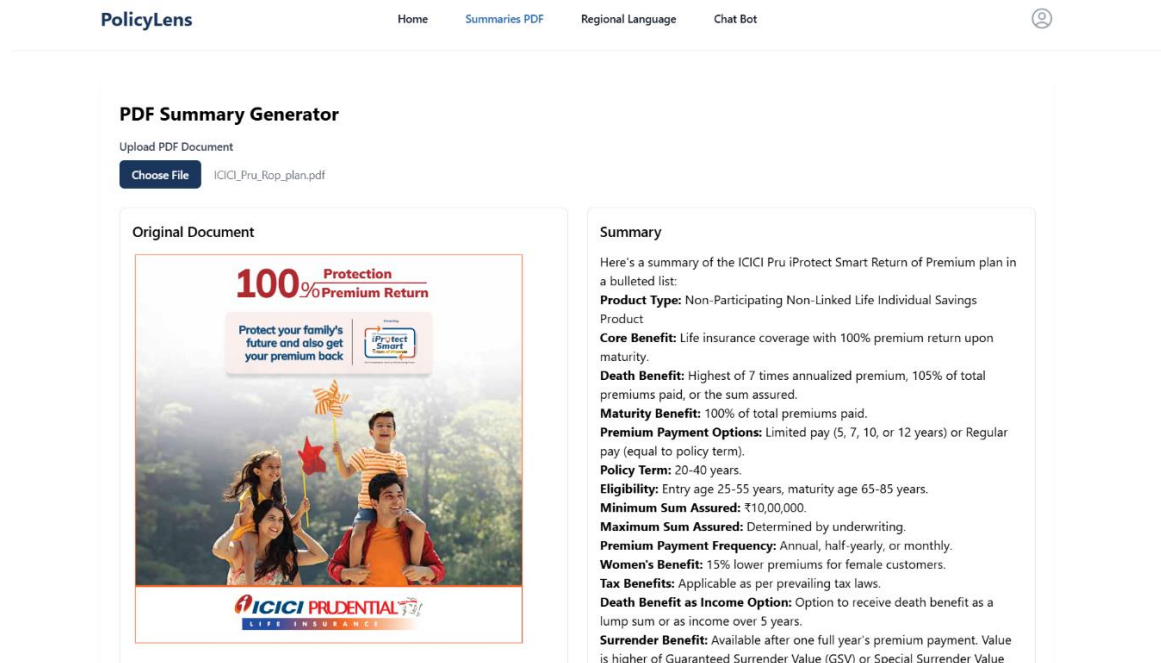 PolicyLens
Home
Summaries PDF
Regional Language
Chat Bot
PDF Summary Generator
Upload PDF Document
Choose File
ICICI_Pru_Rop_plan.pdf
Original Document
100% Protection
Premium Return
Protect your family's
future and also get
your premium back
iProtect
Smart
ICICI PRUDENTIAL
LIFE INSURANCE
Summary
Here's a summary of the ICICI Pru iProtect Smart Return of Premium plan in
a bulleted list:
Product Type: Non-Participating Non-Linked Life Individual Savings
Product
Core Benefit: Life insurance coverage with 100% premium return upon
maturity.
Death Benefit: Highest of 7 times annualized premium, 105% of total
premiums paid, or the sum assured.
Maturity Benefit: 100% of total premiums paid.
Premium Payment Options: Limited pay (5, 7, 10, or 12 years) or Regular
pay (equal to policy term).
Policy Term: 20-40 years.
Eligibility: Entry age 25-55 years, maturity age 65-85 years.
Minimum Sum Assured: ₹10,00,000.
Maximum Sum Assured: Determined by underwriting.
Premium Payment Frequency: Annual, half-yearly, or monthly.
Women's Benefit: 15% lower premiums for female customers.
Tax Benefits: Applicable as per prevailing tax laws.
Death Benefit as Income Option: Option to receive death benefit as a
lump sum or as income over 5 years.
Surrender Benefit: Available after one full year's premium payment. Value
is higher of Guaranteed Surrender Value (GSV) or Special Surrender Value